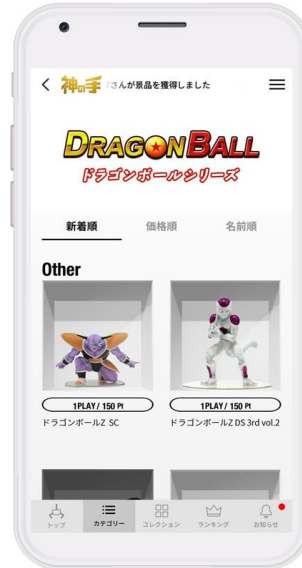 神の手 さんが景品を獲得しました
DRAGON BALL
ドラゴンボールシリーズ
新着順 価格順 名前順
Other
1PLAY/ 150 Pt 1PLAY/ 150 Pt
ドラゴンボールZ SC ドラゴンボールZ DS 3rd vol.2
トップ カテゴリー コレクション ランキング お知らせ